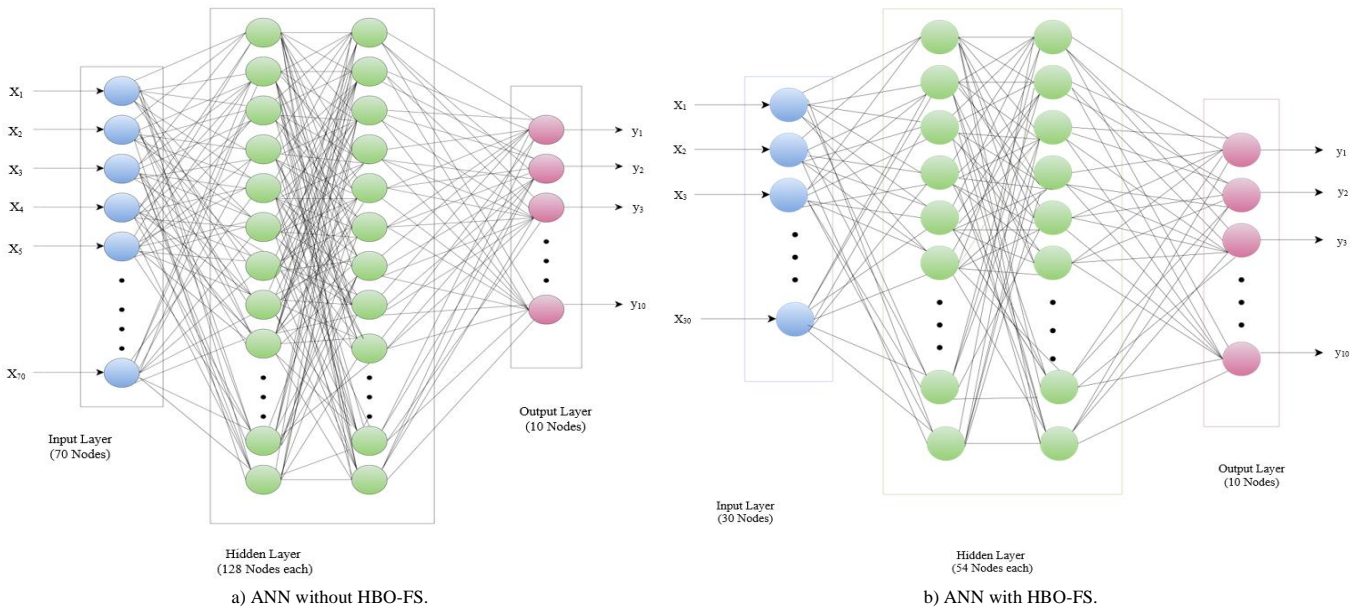 X1
X2
X3
X4
X5
X70
y1
y2
y3
y10
Input Layer
(70 Nodes)
Output Layer
(10 Nodes)
Hidden Layer
(128 Nodes each)
a) ANN without HBO-FS.
X1
X2
X3
X30
y1
y2
y3
y10
Input Layer
(30 Nodes)
Output Layer
(10 Nodes)
Hidden Layer
(54 Nodes each)
b) ANN with HBO-FS.